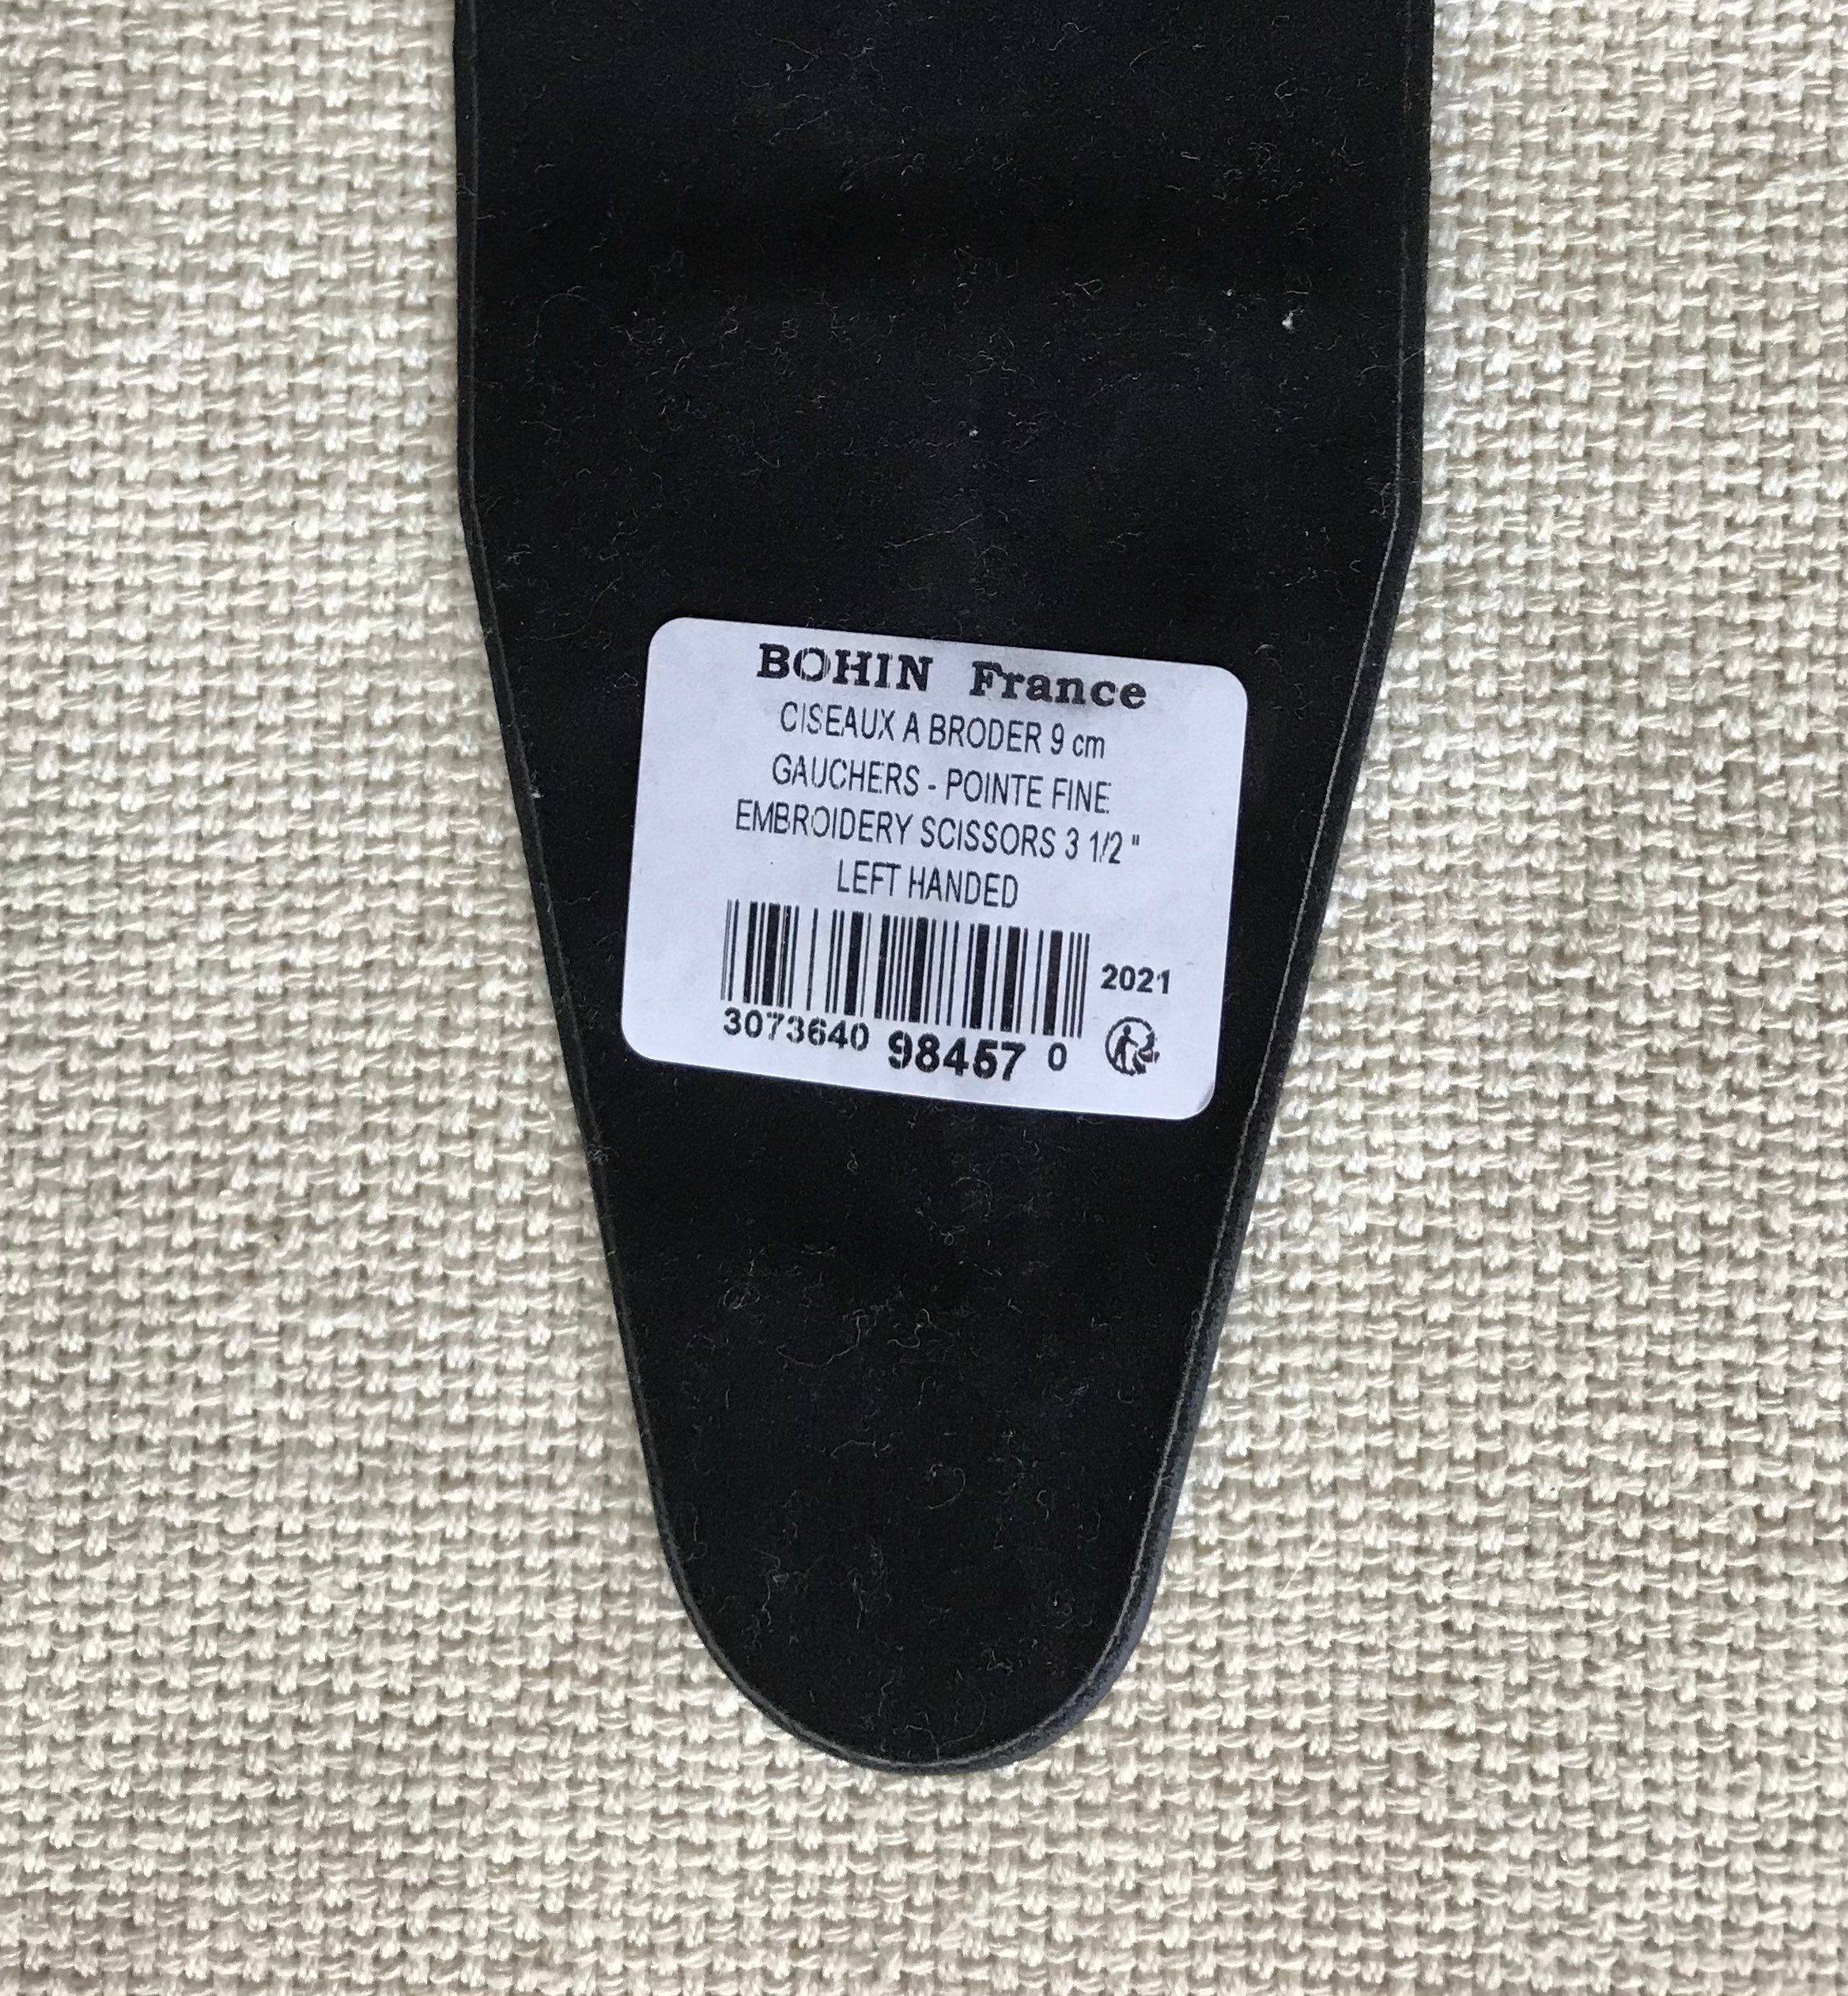 BOHIN France
CISEAUX A BRODER 9 cm
GAUCHERS - POINTE FINE
EMBROIDERY SCISSORS 3 1/2 "
LEFT HANDED
2021
3073640 98457 0